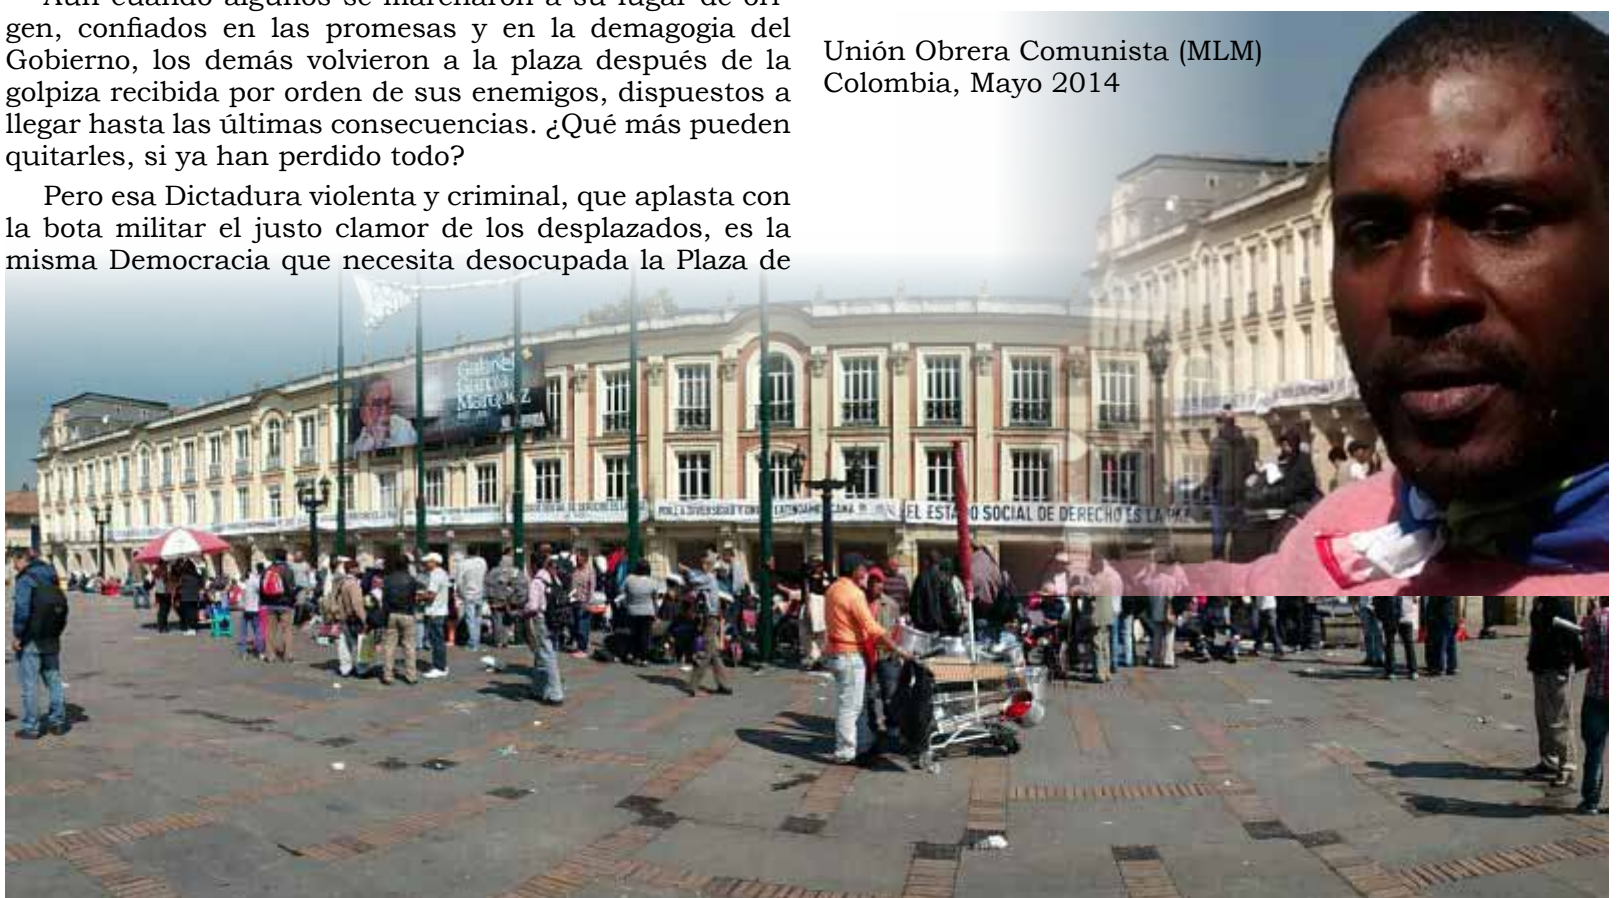 Aun cuando algunos se marcharon a su lugar de ori-
gen, confiados en las promesas y en la demagogia del
Gobierno, los demás volvieron a la plaza después de la
golpiza recibida por orden de sus enemigos, dispuestos a
llegar hasta las últimas consecuencias. ¿Qué más pueden
quitarles, si ya han perdido todo?
Pero esa Dictadura violenta y criminal, que aplasta con
la bota militar el justo clamor de los desplazados, es la
misma Democracia que necesita desocupada la Plaza de
Unión Obrera Comunista (MLM)
Colombia, Mayo 2014
Gabriel
García
Márquez
EL ESTADO SOCIAL DE DERECHO ES LA PAZ